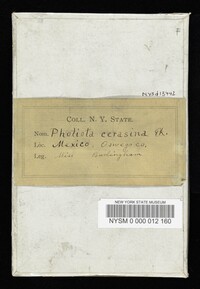 COLL. N. Y. STATE.
Nom. Pholiota cerasina Pk.
Loc. Mexico, Oswego Co.
Leg. Miss
NEW YORK STATE MUSEUM
NYSM 0 000 012 160